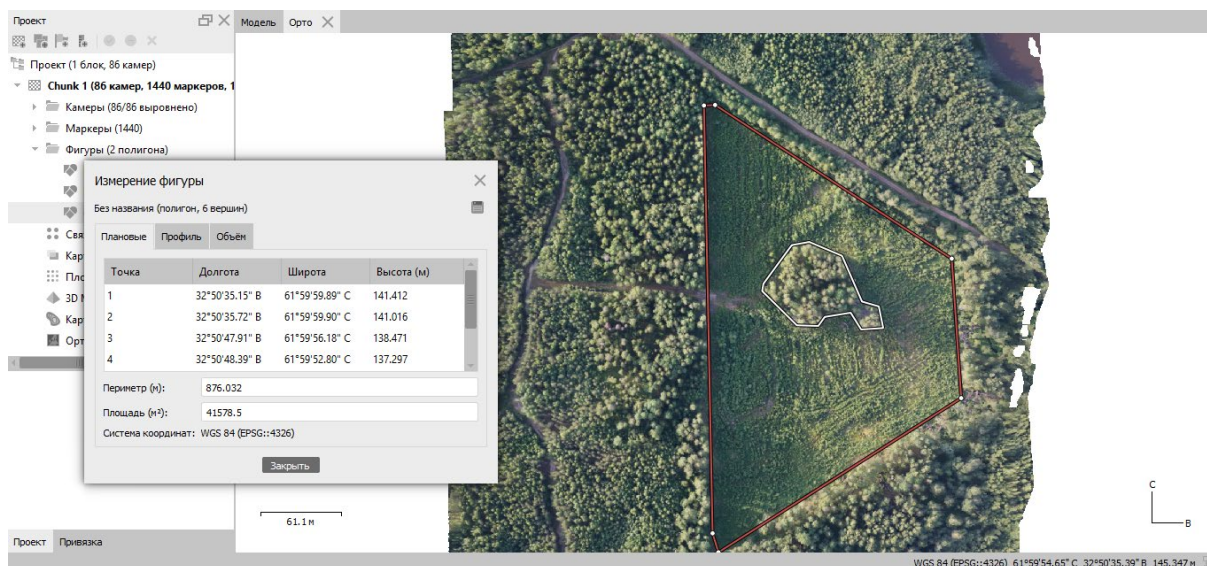 Проект
Модель Орто
Проект (1 блок, 86 камер)
Chunk 1 (86 камер, 1440 маркеров, 1
Камеры (86/86 выровнено)
Маркеры (1440)
Фигуры (2 полигона)
Свя
Кар
Пло
3D М
Кар
Орт
Измерение фигуры
Без названия (полигон, 6 вершин)
Плановые Профиль Объём
Точка Долгота Широта Высота (м)
1 32°50'35.15" В 61°59'59.89" С 141.412
2 32°50'35.72" В 61°59'59.90" С 141.016
3 32°50'47.91" В 61°59'56.18" С 138.471
4 32°50'48.39" В 61°59'52.80" С 137.297
Периметр (м): 876.032
Площадь (м²): 41578.5
Система координат: WGS 84 (EPSG::4326)
Закрыть
61.1 м
С
В
Проект Привязка
WGS 84 (EPSG::4326) 61°59'54.65" С 32°50'35.39" В 145.347 м